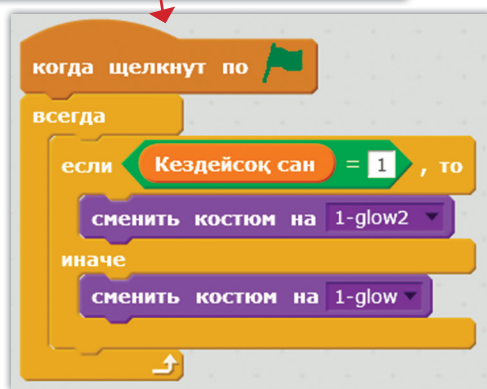 когда щелкнут по
всегда
если Кездейсоқ сан = 1 , то
сменить костюм на 1-glow2
иначе
сменить костюм на 1-glow